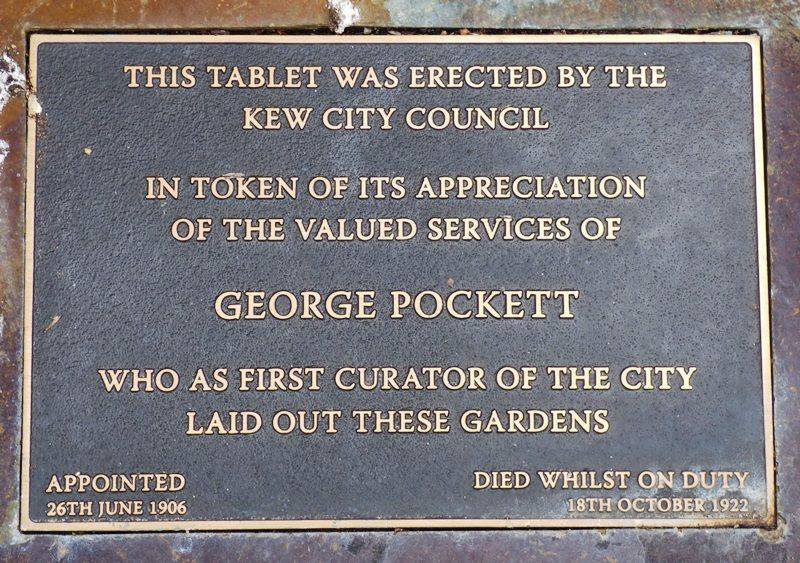 THIS TABLET WAS ERECTED BY THE
KEW CITY COUNCIL
IN TOKEN OF ITS APPRECIATION
OF THE VALUED SERVICES OF
GEORGE POCKETT
WHO AS FIRST CURATOR OF THE CITY
LAID OUT THESE GARDENS
APPOINTED
26TH JUNE 1906
DIED WHILST ON DUTY
18TH OCTOBER 1922